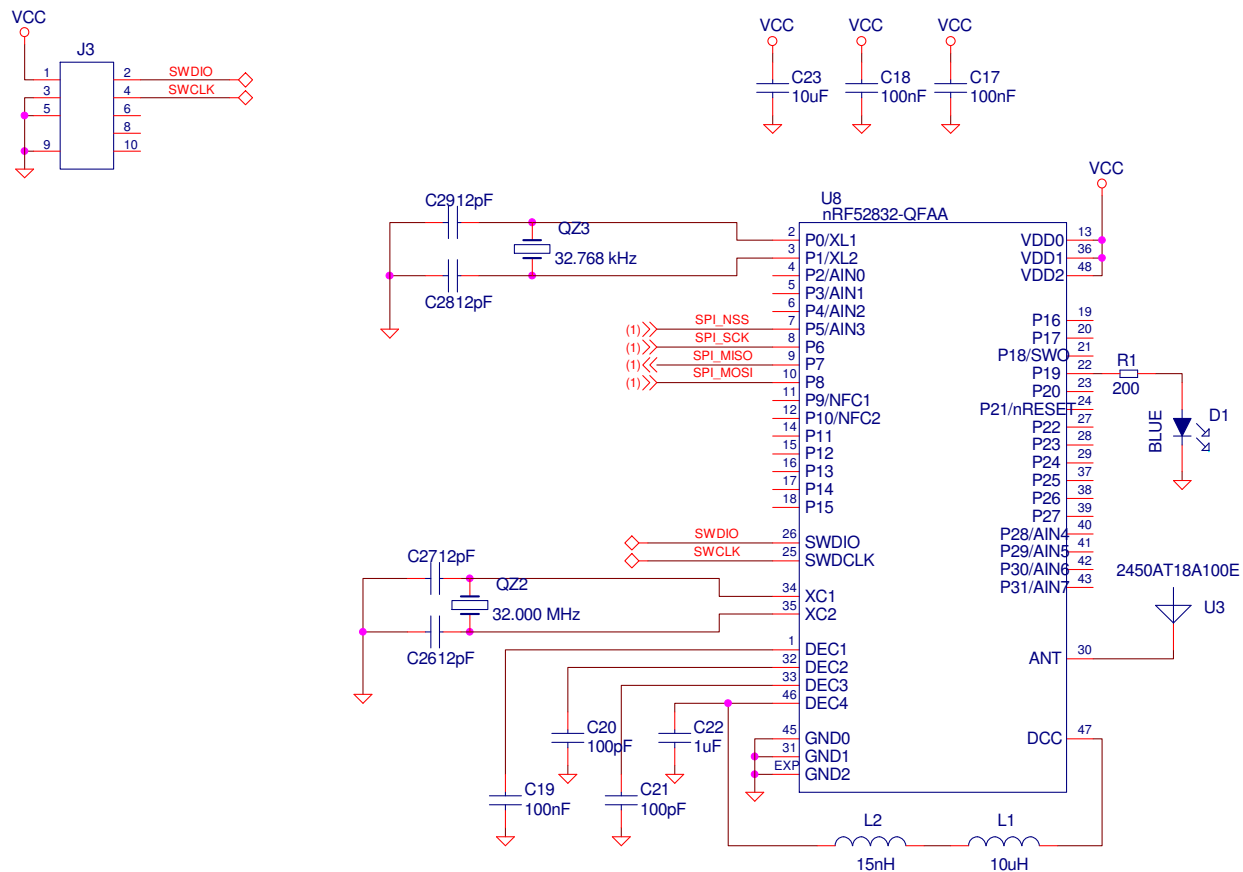 VCC
J3
1
2
SWDIO
3
4
SWCLK
5
6
8
9
10
VCC
C23
10uF
VCC
C18
100nF
VCC
C17
100nF
VCC
C2912pF
QZ3
32.768 kHz
C2812pF
U8
nRF52832-QFAA
2 P0/XL1
3 P1/XL2
4 P2/AIN0
5 P3/AIN1
6 P4/AIN2
(1) SPI_NSS 7 P5/AIN3
(1) SPI_SCK 8 P6
(1) SPI_MISO 9 P7
(1) SPI_MOSI 10 P8
11 P9/NFC1
12 P10/NFC2
14 P11
15 P12
16 P13
17 P14
18 P15
SWDIO 26 SWDIO
SWCLK 25 SWDCLK
34 XC1
35 XC2
1 DEC1
32 DEC2
33 DEC3
46 DEC4
45 GND0
31 GND1
EXP GND2
VDD0 13
VDD1 36
VDD2 48
P16 19
P17 20
P18/SWO 21
P19 22
P20 23
P21/nRESET 24
P22 27
P23 28
P24 29
P25 37
P26 38
P27 39
P28/AIN4 40
P29/AIN5 41
P30/AIN6 42
P31/AIN7 43
ANT 30
DCC 47
R1
200
BLUE
D1
2450AT18A100E
U3
C2712pF
QZ2
32.000 MHz
C2612pF
C20
100pF
C22
1uF
C19
100nF
C21
100pF
L2
15nH
L1
10uH